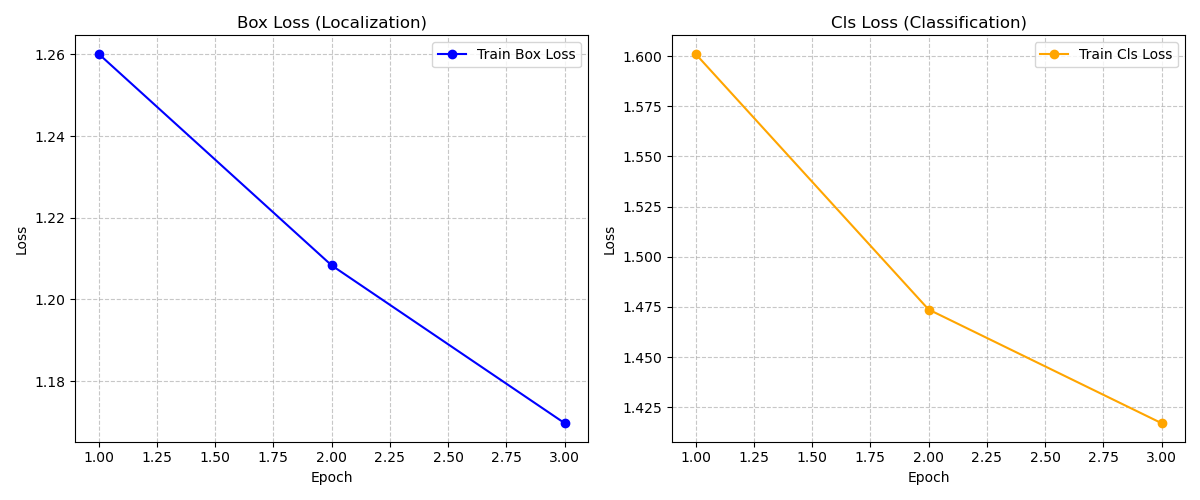 Box Loss (Localization)
Train Box Loss
1.26
1.24
1.22
1.20
1.18
Loss
1.00 1.25 1.50 1.75 2.00 2.25 2.50 2.75 3.00
Epoch
Cls Loss (Classification)
Train Cls Loss
1.600
1.575
1.550
1.525
1.500
1.475
1.450
1.425
Loss
1.00 1.25 1.50 1.75 2.00 2.25 2.50 2.75 3.00
Epoch